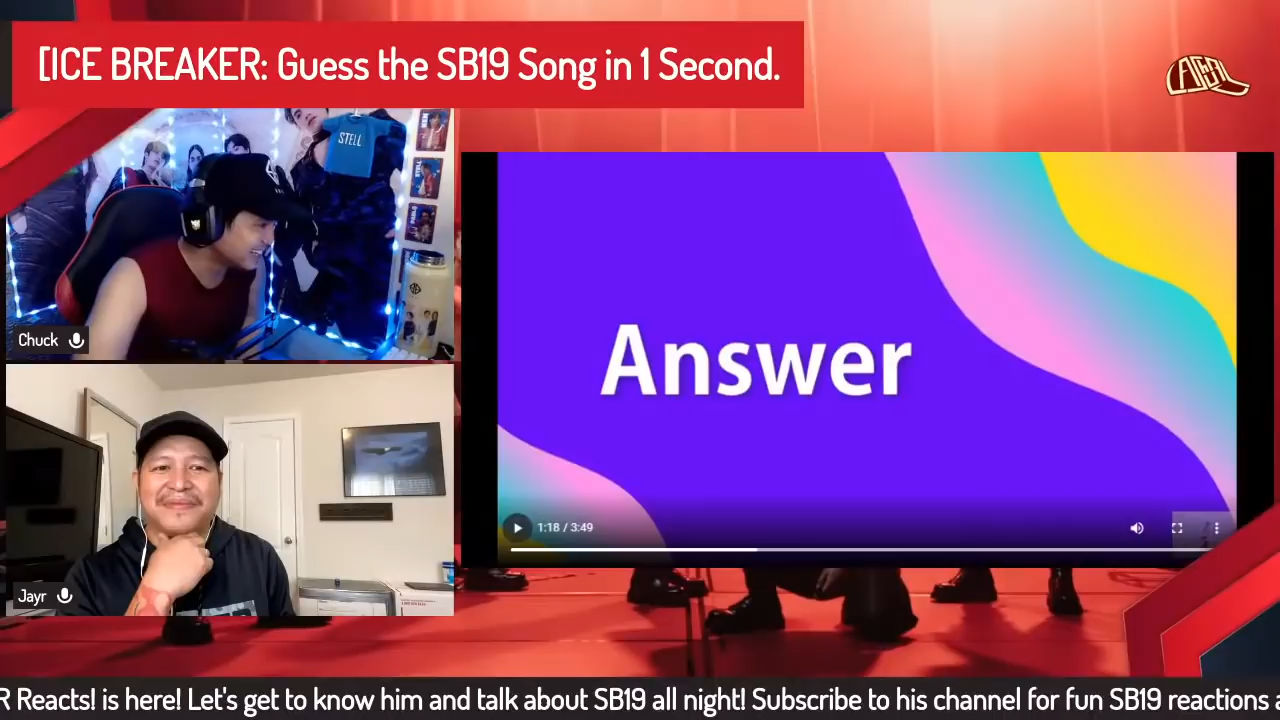 [ICE BREAKER: Guess the SB19 Song in 1 Second.
STELL
Chuck
Answer
1:18 / 3:49
Jayr
R Reacts! is here! Let's get to know him and talk about SB19 all night! Subscribe to his channel for fun SB19 reactions a